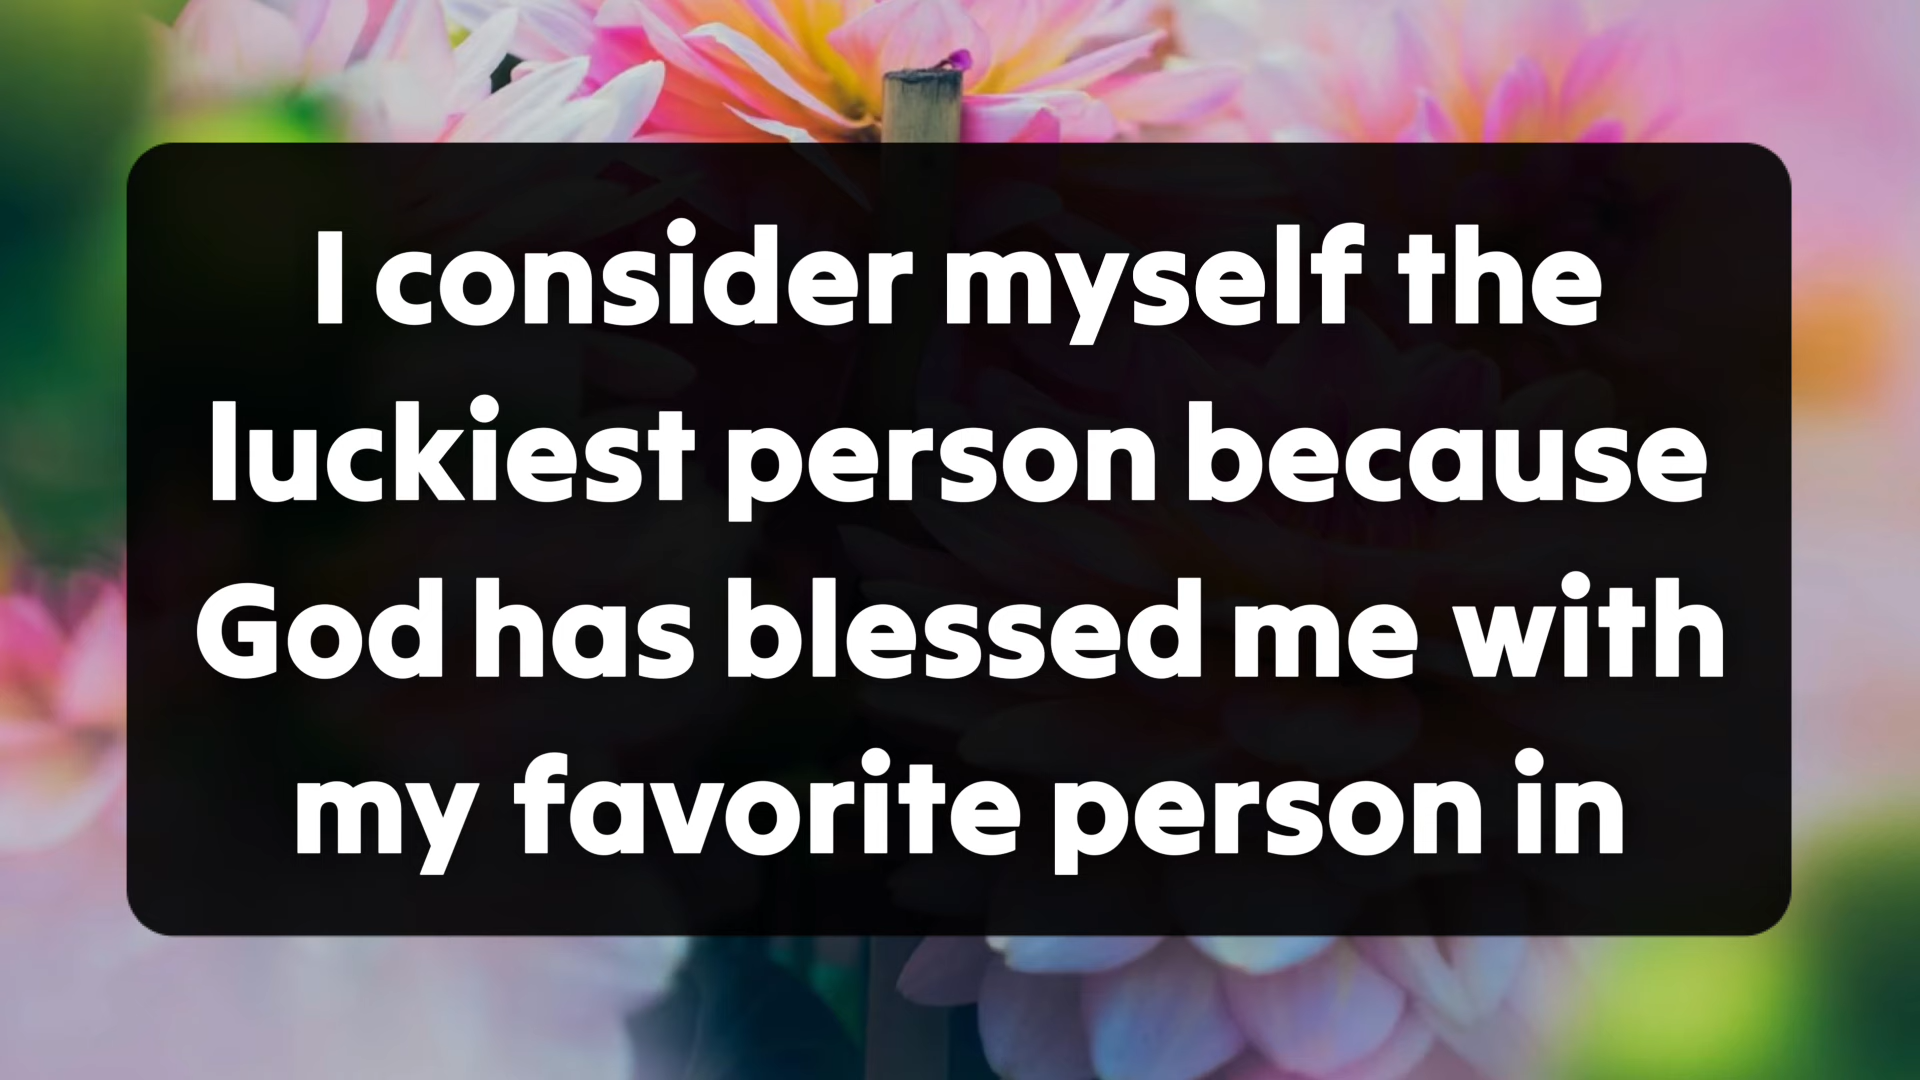 I consider myself the
luckiest person because
God has blessed me with
my favorite person in